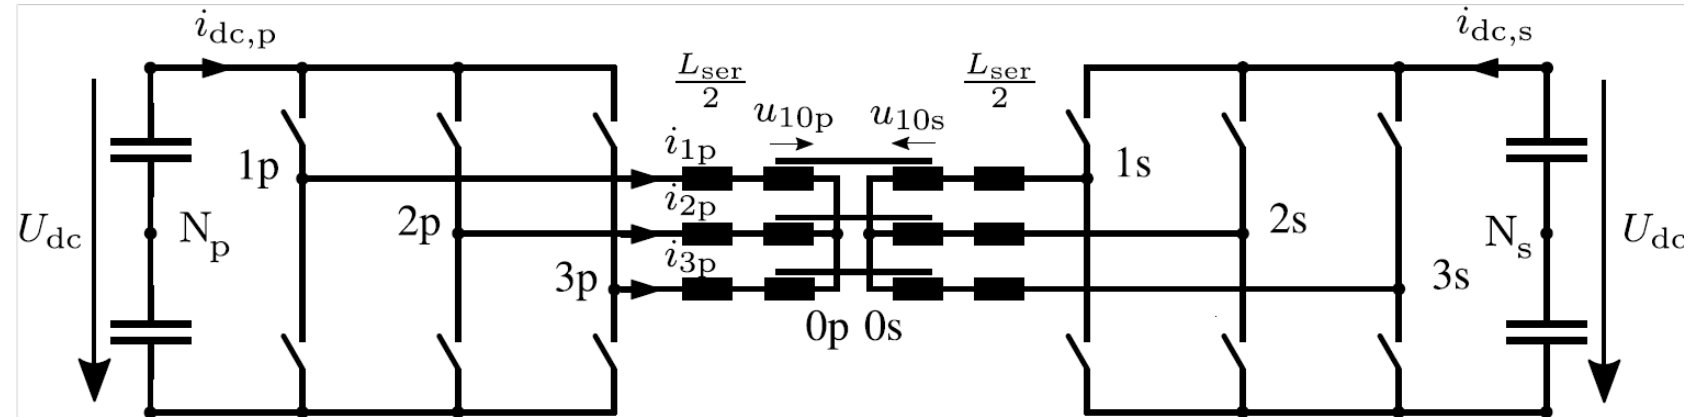 i_dc,p
i_dc,s
L_ser/2
L_ser/2
u_10p
u_10s
i_1p
1p
1s
i_2p
U_dc
N_p
2p
2s
N_s
U_dc
i_3p
3p
3s
0p 0s